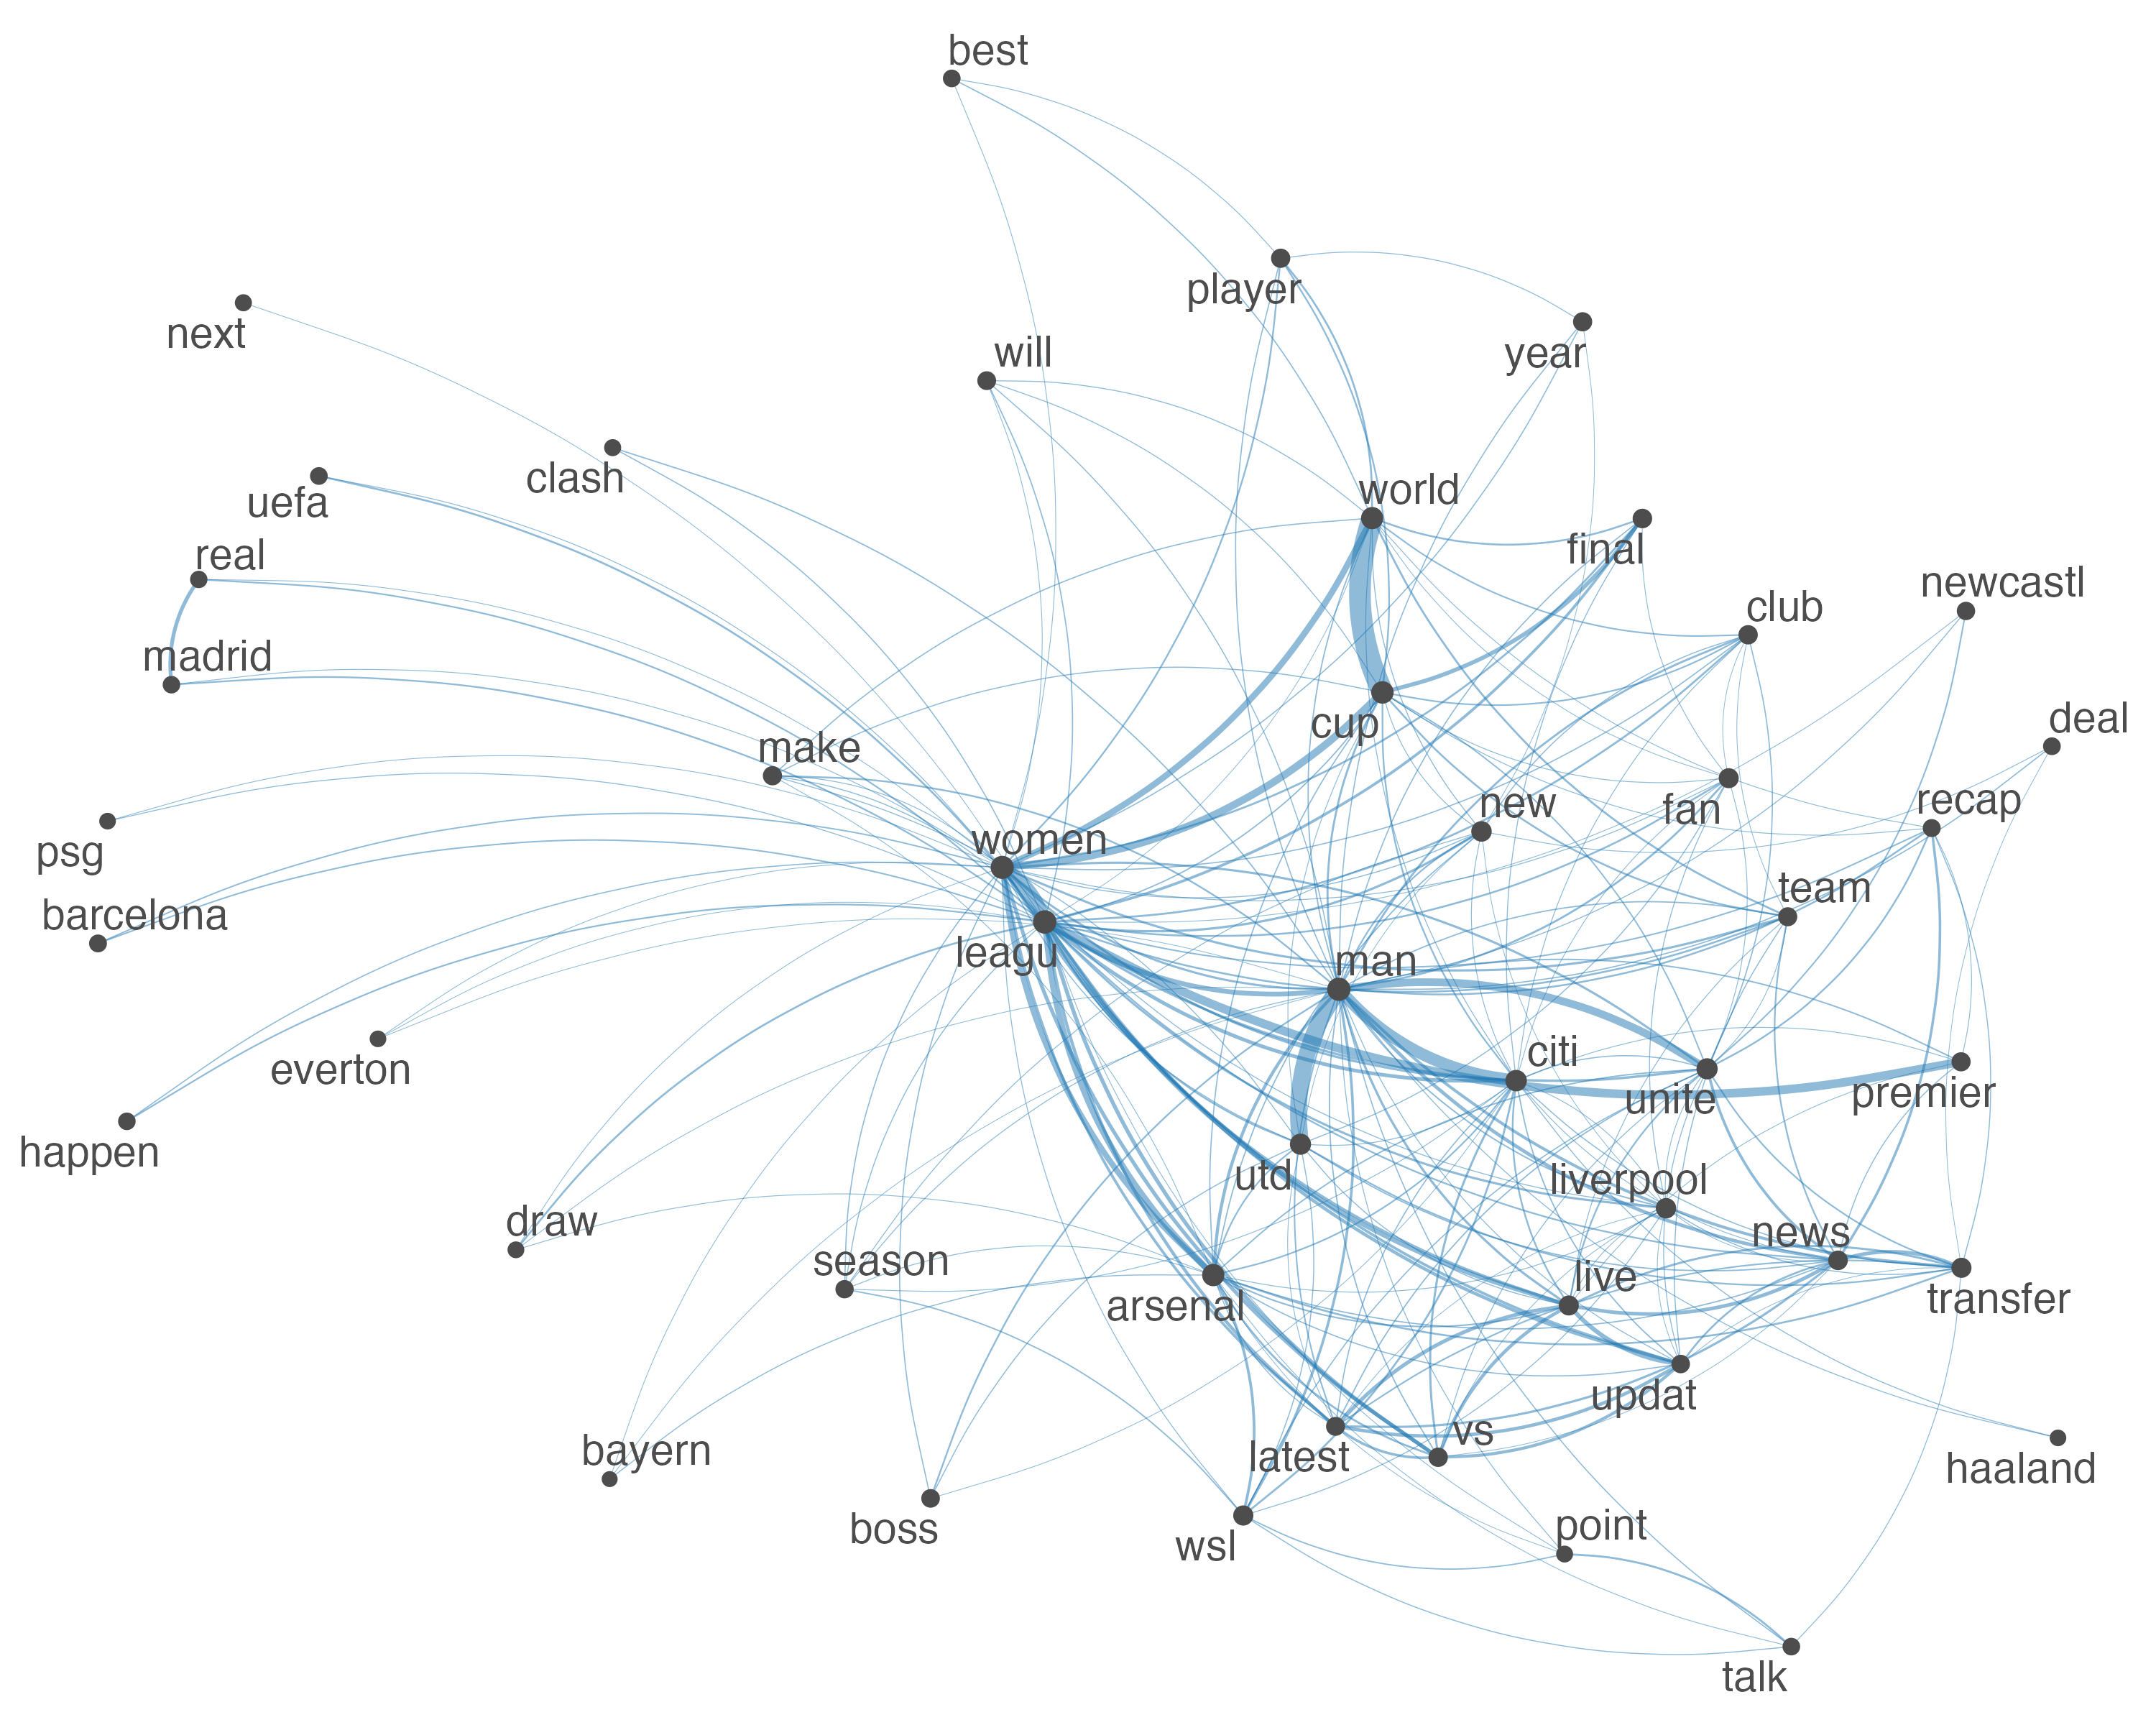 best
player
next
will
year
clash
uefa
world
real
final
newcastl
madrid
club
cup
deal
make
new
fan
recap
psg
women
team
barcelona
leagu
man
citi
everton
unite
premier
happen
utd
liverpool
draw
news
season
live
arsenal
transfer
updat
bayern
latest
vs
haaland
boss
wsl
point
talk